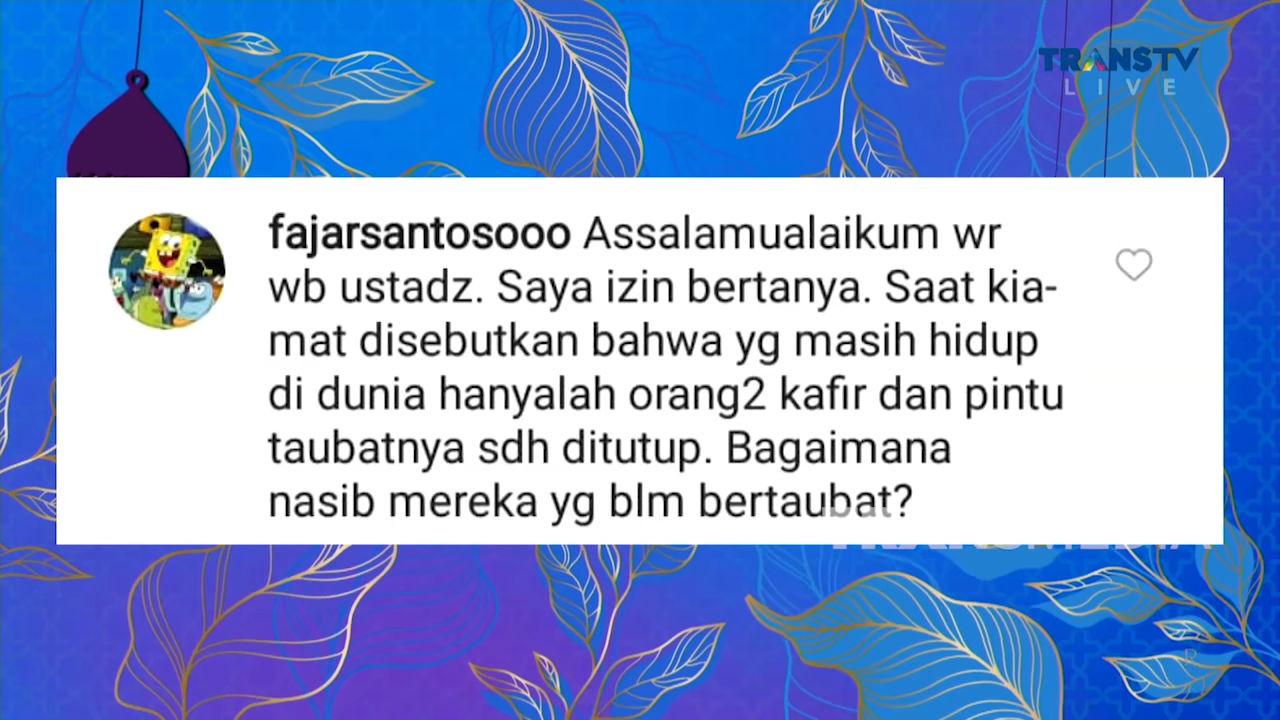 TRANSTV
LIVE
fajarsantosooo Assalamualaikum wr
wb ustadz. Saya izin bertanya. Saat kia-
mat disebutkan bahwa yg masih hidup
di dunia hanyalah orang2 kafir dan pintu
taubatnya sdh ditutup. Bagaimana
nasib mereka yg blm bertaubat?